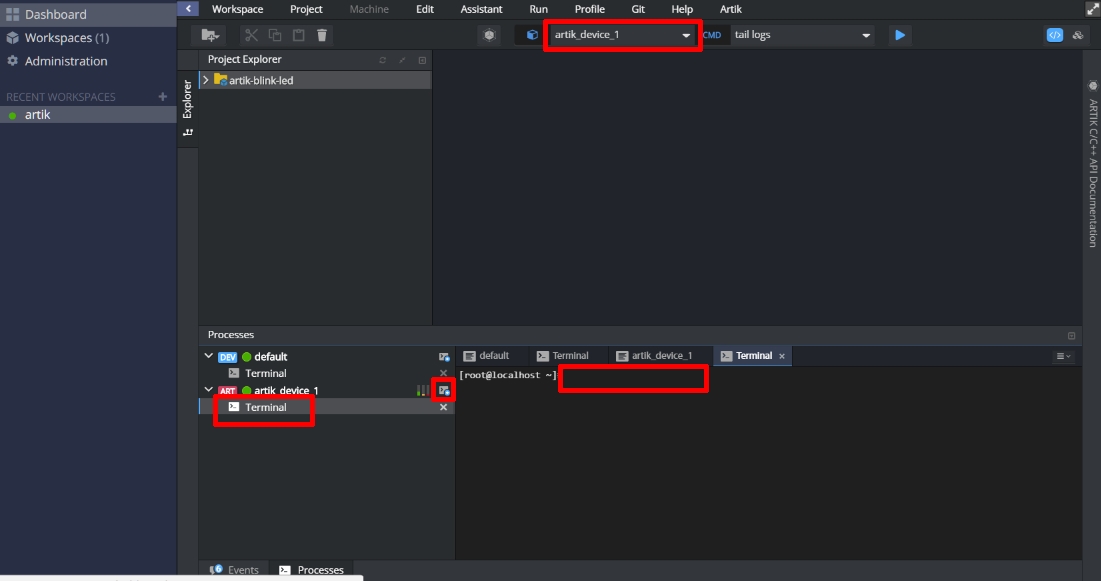 Dashboard
Workspaces (1)
Administration
RECENT WORKSPACES +
artik
Workspace Project Machine Edit Assistant Run Profile Git Help Artik
artik_device_1 CMD tail logs
Project Explorer
artik-blink-led
Explorer
ARTIK C/C++ API Documentation
Processes
DEV default
Terminal
ART artik_device_1
Terminal
default Terminal artik_device_1 Terminal
[root@localhost ~]
6 Events Processes